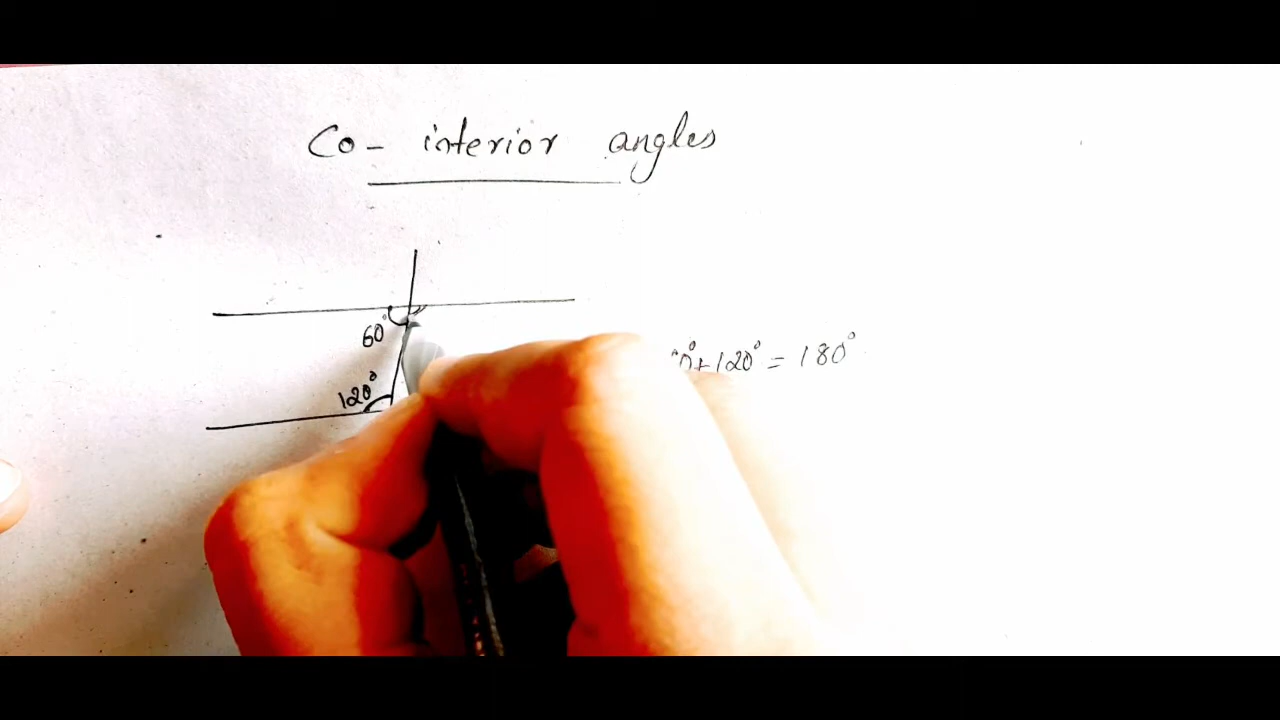 Co- interior angles
60°
+120° = 180°
120°